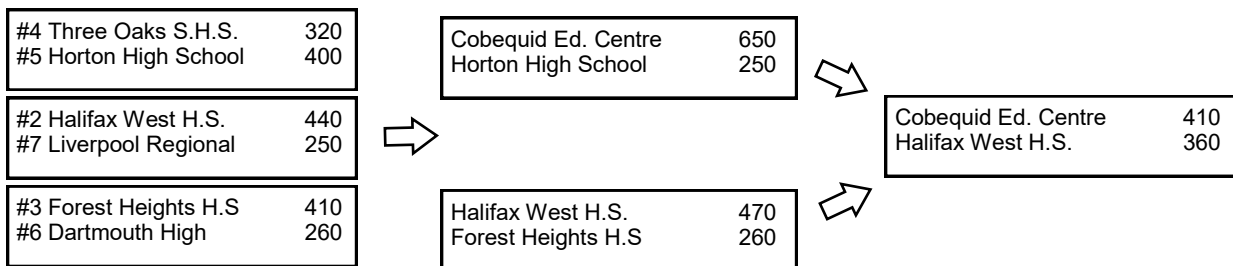 #4 Three Oaks S.H.S. 320
#5 Horton High School 400
#2 Halifax West H.S. 440
#7 Liverpool Regional 250
#3 Forest Heights H.S 410
#6 Dartmouth High 260
Cobequid Ed. Centre 650
Horton High School 250
Halifax West H.S. 470
Forest Heights H.S 260
Cobequid Ed. Centre 410
Halifax West H.S. 360